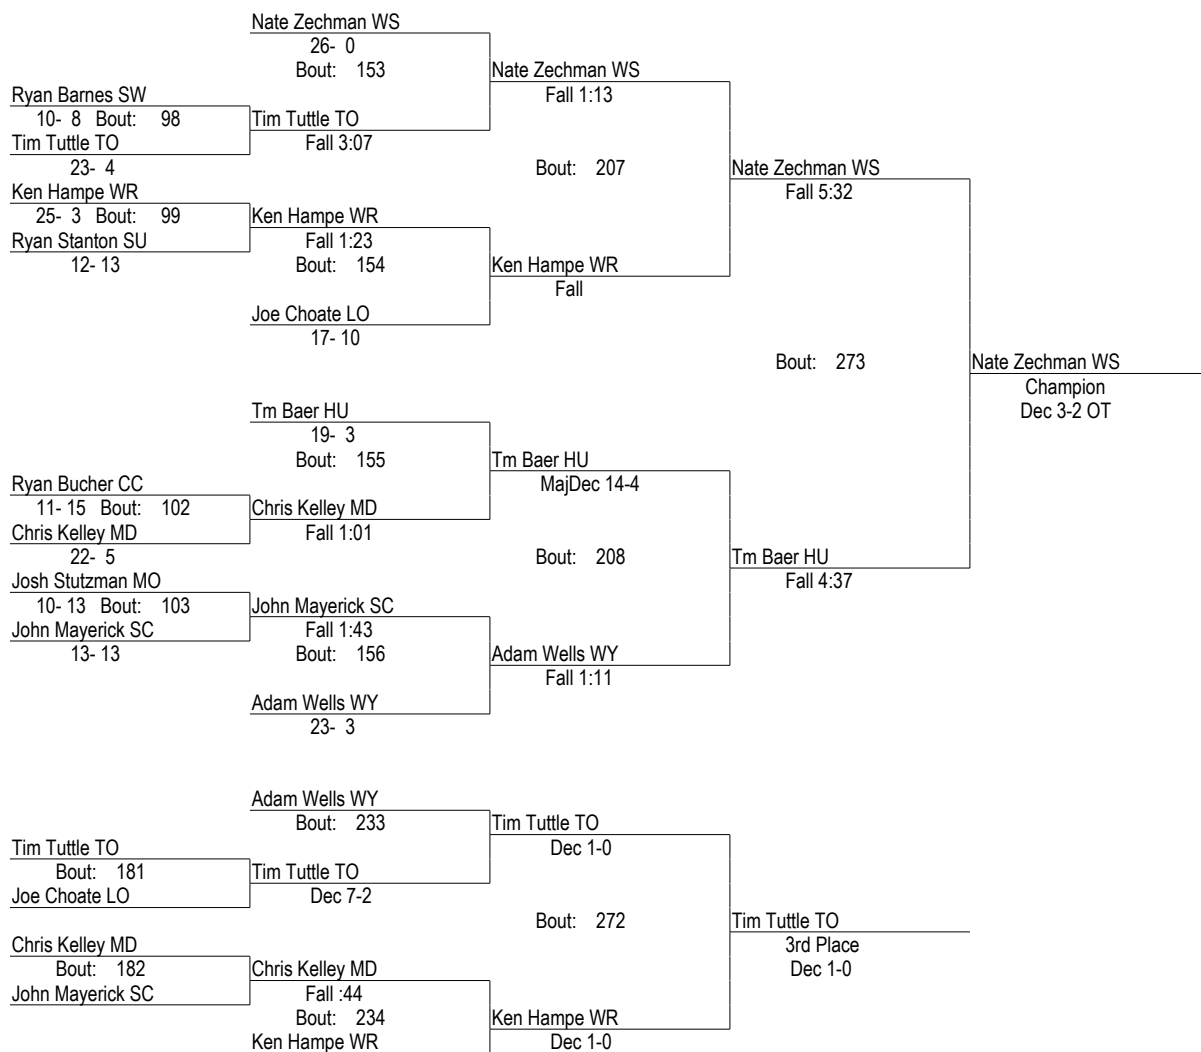 Nate Zechman WS
26- 0
Bout: 153
Nate Zechman WS
Fall 1:13
Ryan Barnes SW
10- 8 Bout: 98
Tim Tuttle TO
Fall 3:07
Tim Tuttle TO
23- 4
Bout: 207
Nate Zechman WS
Fall 5:32
Ken Hampe WR
25- 3 Bout: 99
Ken Hampe WR
Fall 1:23
Ryan Stanton SU
12- 13
Bout: 154
Ken Hampe WR
Fall
Joe Choate LO
17- 10
Bout: 273
Nate Zechman WS
Champion
Dec 3-2 OT
Tm Baer HU
19- 3
Bout: 155
Tm Baer HU
MajDec 14-4
Ryan Bucher CC
11- 15 Bout: 102
Chris Kelley MD
Fall 1:01
Chris Kelley MD
22- 5
Bout: 208
Tm Baer HU
Fall 4:37
Josh Stutzman MO
10- 13 Bout: 103
John Mayerick SC
Fall 1:43
John Mayerick SC
13- 13
Bout: 156
Adam Wells WY
Fall 1:11
Adam Wells WY
23- 3
Adam Wells WY
Bout: 233
Tim Tuttle TO
Dec 1-0
Tim Tuttle TO
Bout: 181
Tim Tuttle TO
Dec 7-2
Joe Choate LO
Bout: 272
Tim Tuttle TO
3rd Place
Dec 1-0
Chris Kelley MD
Bout: 182
Chris Kelley MD
Fall :44
John Mayerick SC
Bout: 234
Ken Hampe WR
Dec 1-0
Ken Hampe WR